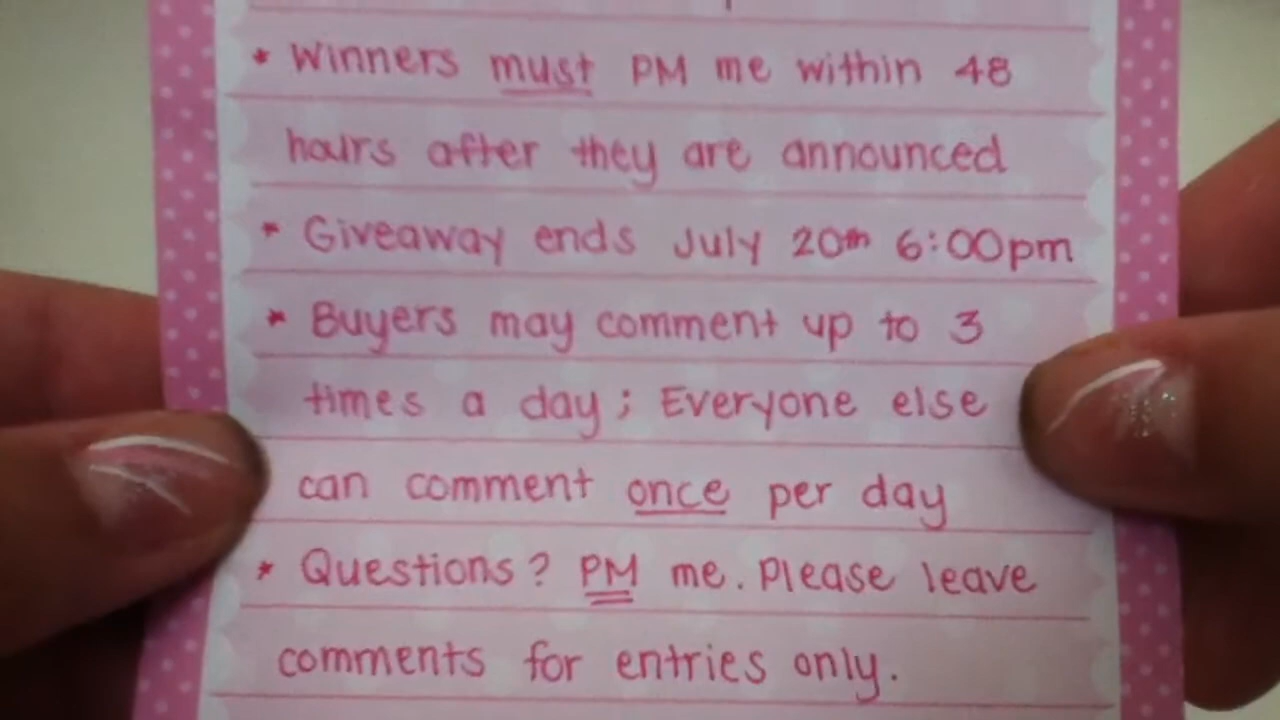 * Winners must PM me within 48
hours after they are announced
* Giveaway ends July 20th 6:00pm
* Buyers may comment up to 3
times a day; Everyone else
can comment once per day
* Questions? PM me. Please leave
comments for entries only.